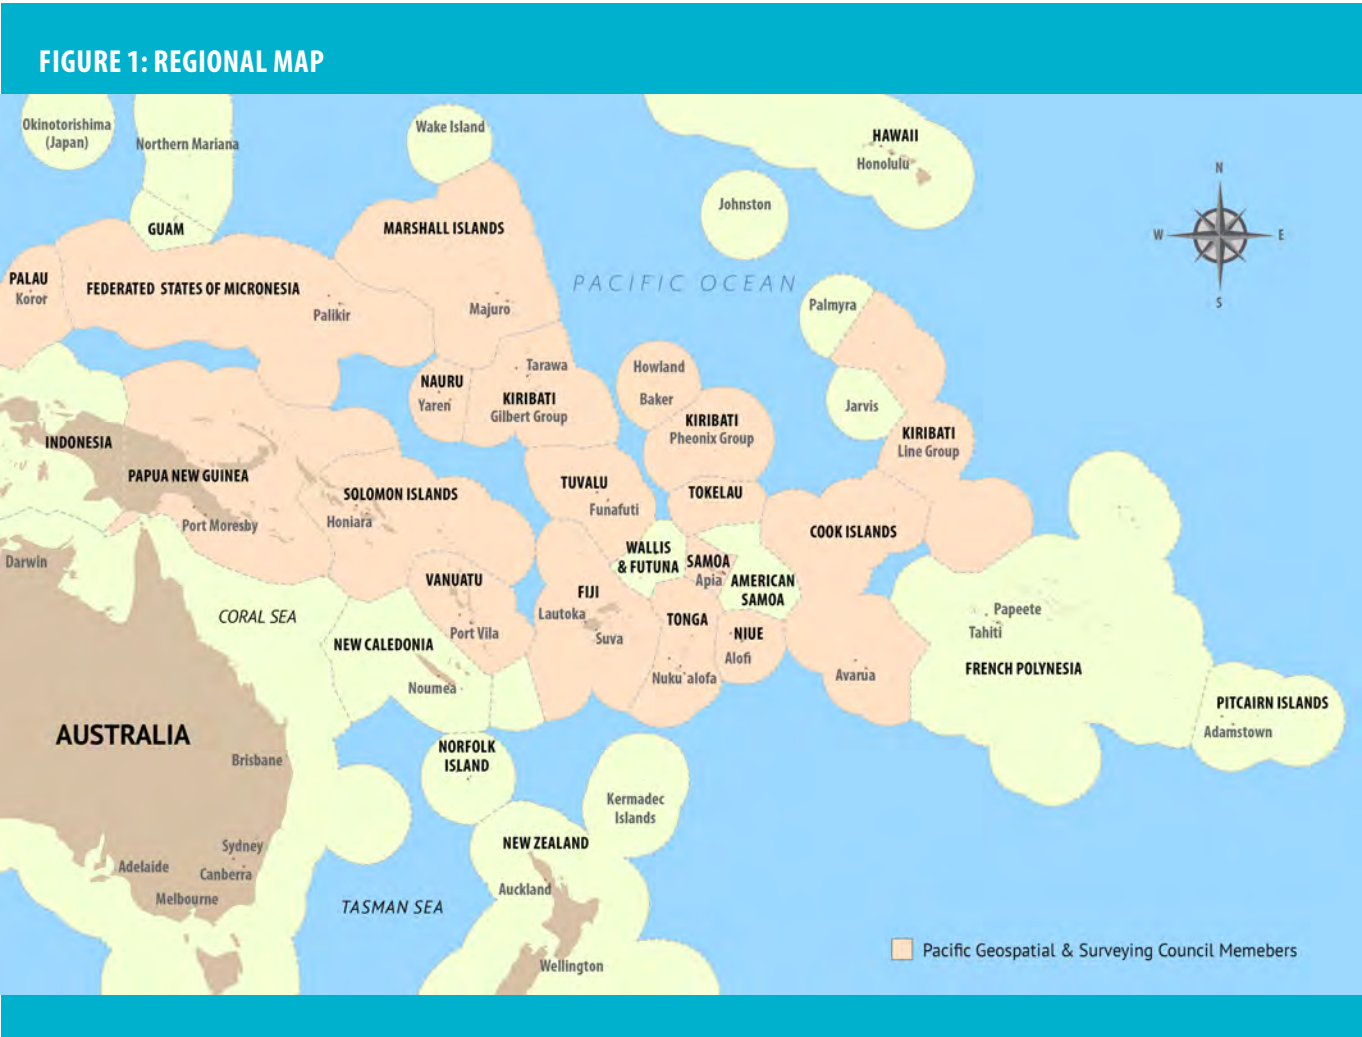 FIGURE 1: REGIONAL MAP
Okinotorishima
(Japan)
Northern Mariana
Wake Island
HAWAII
Honolulu
Johnston
N
W
E
S
GUAM
MARSHALL ISLANDS
PALAU
Koror
FEDERATED STATES OF MICRONESIA
Palikir
Majuro
PACIFIC OCEAN
Palmyra
Tarawa
NAURU
Yaren
KIRIBATI
Gilbert Group
Howland
Baker
KIRIBATI
Pheonix Group
Jarvis
KIRIBATI
Line Group
INDONESIA
PAPUA NEW GUINEA
Port Moresby
SOLOMON ISLANDS
Honiara
TUVALU
Funafuti
TOKELAU
COOK ISLANDS
Darwin
WALLIS
& FUTUNA
SAMOA
Apia
AMERICAN
SAMOA
VANUATU
Port Vila
FIJI
Lautoka
Suva
TONGA
Nuku`alofa
NIUE
Alofi
Avarua
Papeete
Tahiti
FRENCH POLYNESIA
PITCAIRN ISLANDS
Adamstown
CORAL SEA
NEW CALEDONIA
Noumea
AUSTRALIA
Brisbane
NORFOLK
ISLAND
Kermadec
Islands
NEW ZEALAND
Auckland
Wellington
Sydney
Canberra
Adelaide
Melbourne
TASMAN SEA
Pacific Geospatial & Surveying Council Memebers